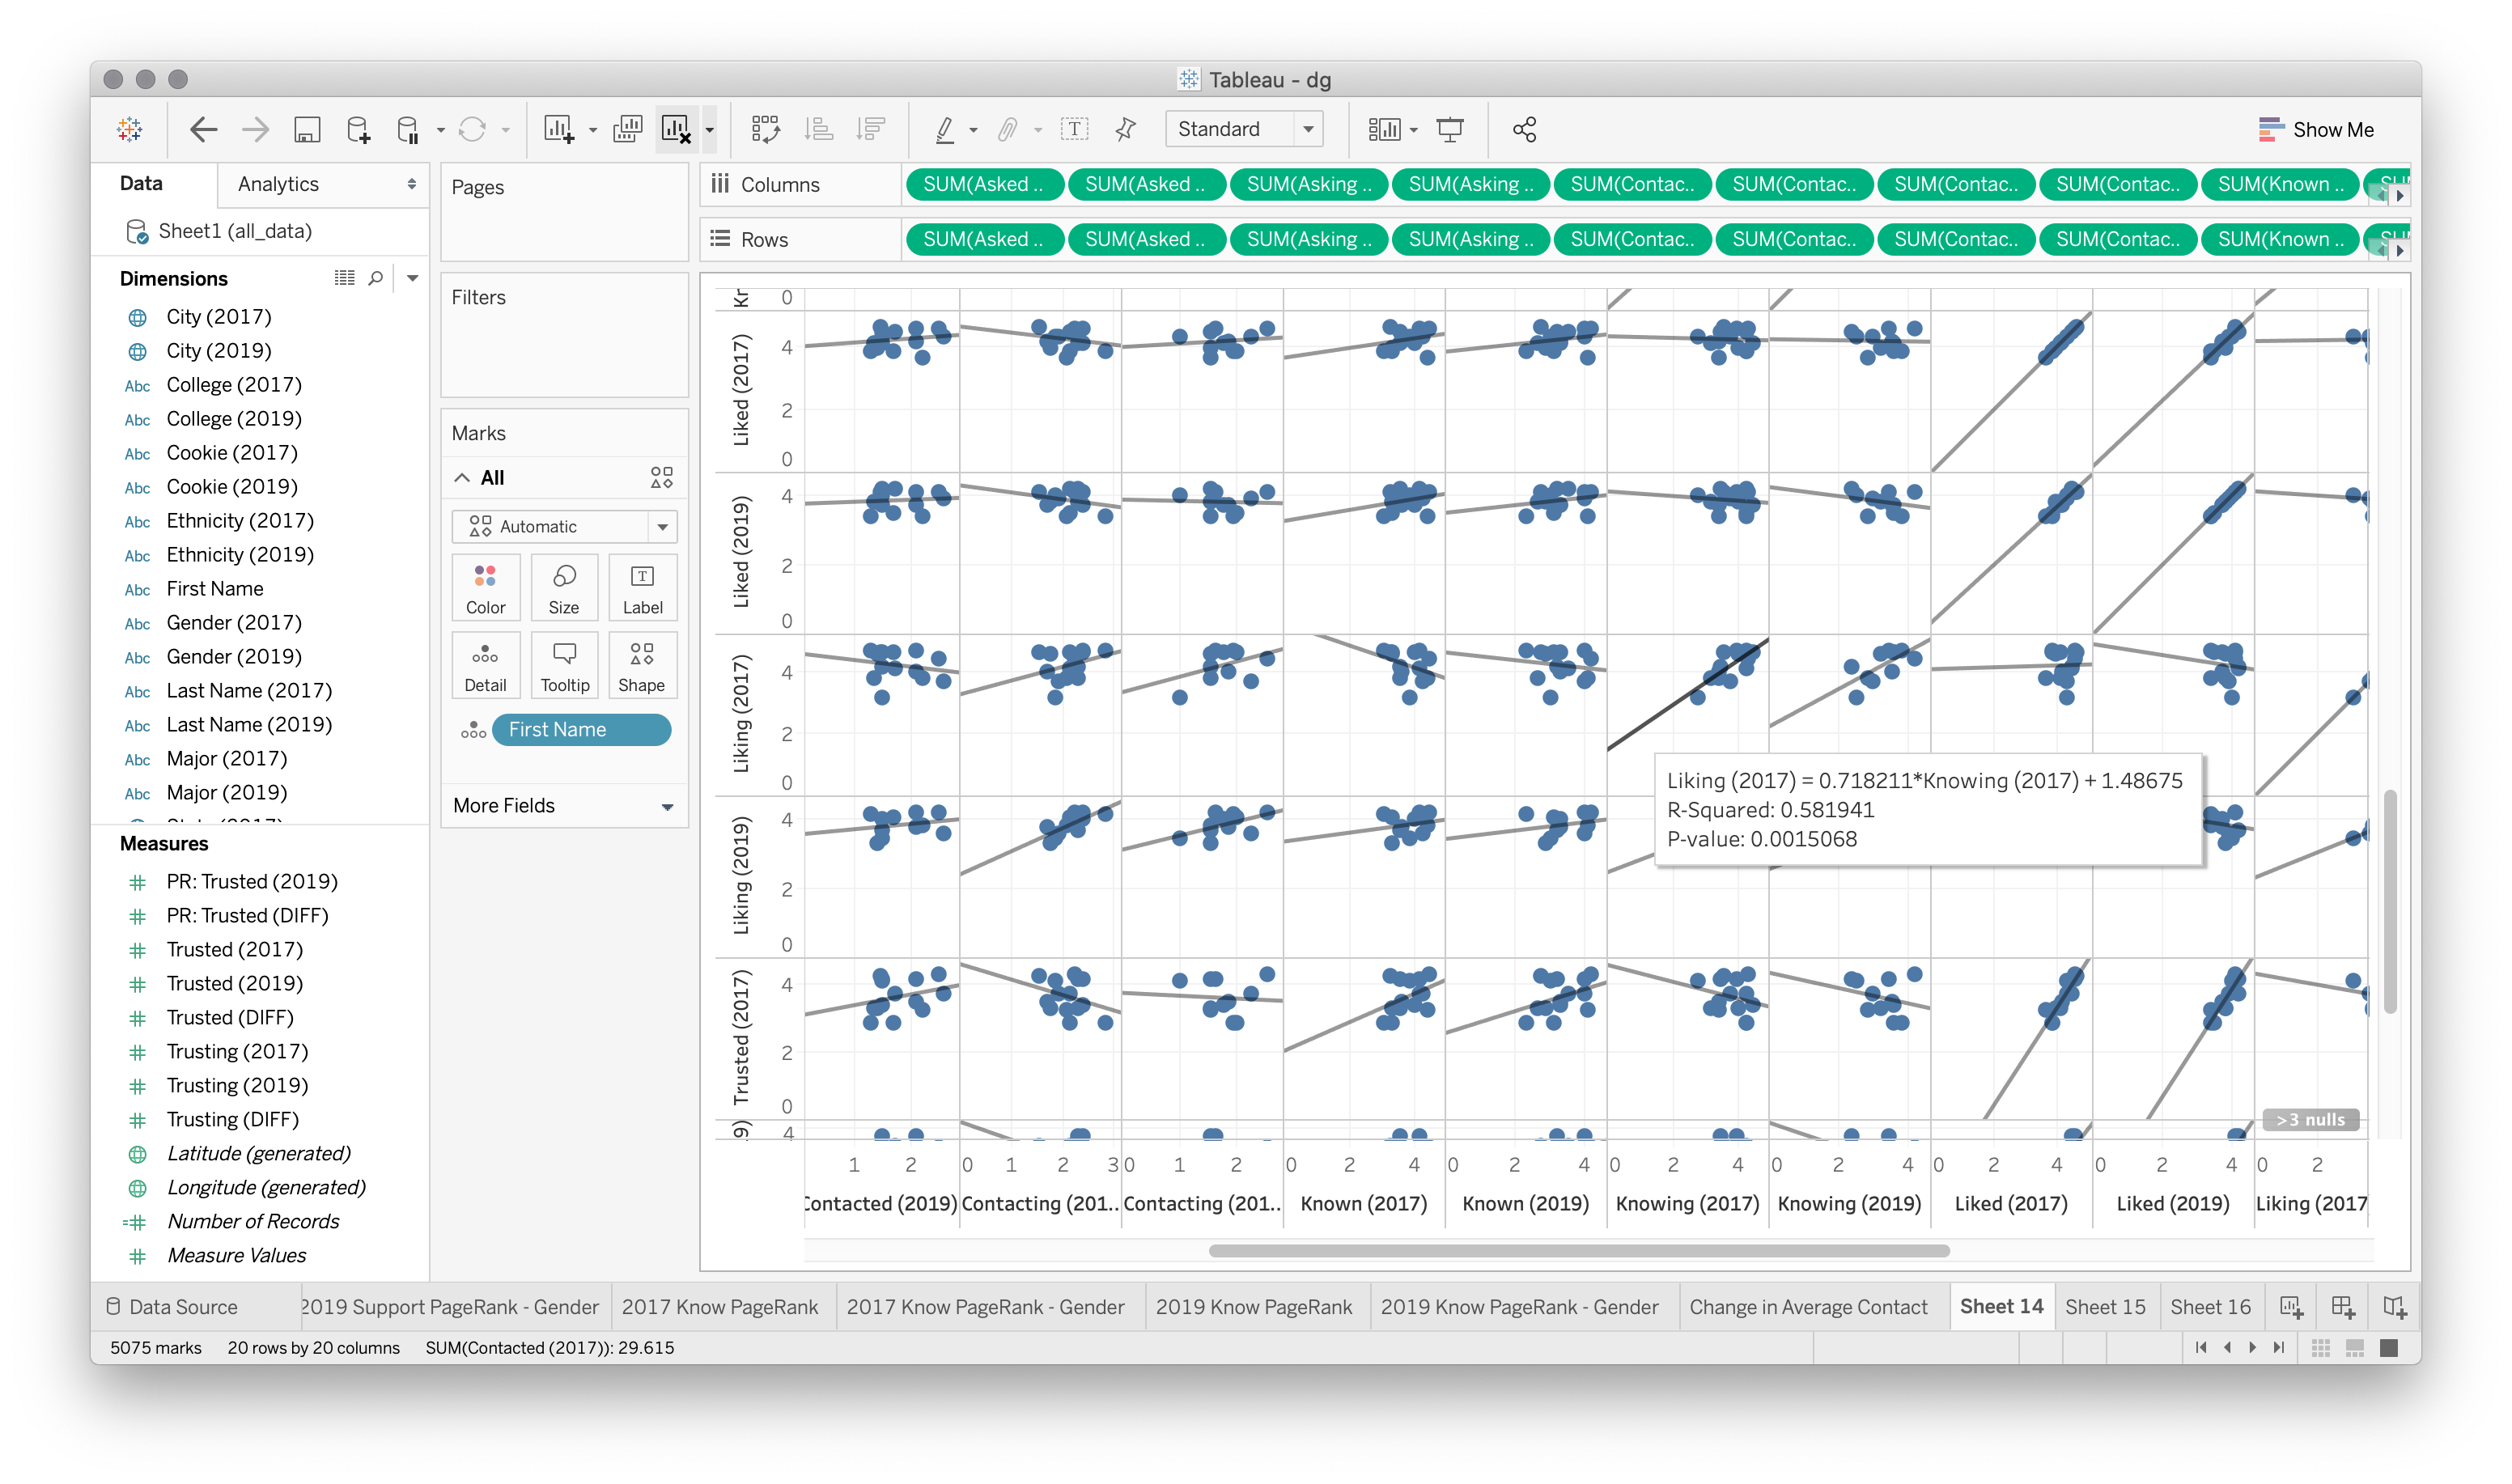 Tableau - dg
Standard
Show Me
Data
Analytics
Sheet1 (all_data)
Dimensions
City (2017)
City (2019)
Abc College (2017)
Abc College (2019)
Abc Cookie (2017)
Abc Cookie (2019)
Abc Ethnicity (2017)
Abc Ethnicity (2019)
Abc First Name
Abc Gender (2017)
Abc Gender (2019)
Abc Last Name (2017)
Abc Last Name (2019)
Abc Major (2017)
Abc Major (2019)
Measures
PR: Trusted (2019)
PR: Trusted (DIFF)
Trusted (2017)
Trusted (2019)
Trusted (DIFF)
Trusting (2017)
Trusting (2019)
Trusting (DIFF)
Latitude (generated)
Longitude (generated)
Number of Records
Measure Values
Pages
Filters
Marks
All
Automatic
Color Size Label
Detail Tooltip Shape
First Name
More Fields
Columns SUM(Asked .. SUM(Asked .. SUM(Asking .. SUM(Asking .. SUM(Contac.. SUM(Contac.. SUM(Contac.. SUM(Contac.. SUM(Known ..
Rows SUM(Asked .. SUM(Asked .. SUM(Asking .. SUM(Asking .. SUM(Contac.. SUM(Contac.. SUM(Contac.. SUM(Contac.. SUM(Known ..
Kr 0
Liked (2017) 4 2 0
Liked (2019) 4 2 0
Liking (2017) 4 2 0
Liking (2017) = 0.718211*Knowing (2017) + 1.48675
R-Squared: 0.581941
P-value: 0.0015068
Liking (2019) 4 2 0
Trusted (2017) 4 2 0
>3 nulls
9) 4
1 2 0 1 2 3 0 1 2 0 2 4 0 2 4 0 2 4 0 2 4 0 2 4 0 2 4 0 2
Contacted (2019) Contacting (201.. Contacting (201.. Known (2017) Known (2019) Knowing (2017) Knowing (2019) Liked (2017) Liked (2019) Liking (2017
Data Source 2019 Support PageRank - Gender 2017 Know PageRank 2017 Know PageRank - Gender 2019 Know PageRank 2019 Know PageRank - Gender Change in Average Contact Sheet 14 Sheet 15 Sheet 16
5075 marks 20 rows by 20 columns SUM(Contacted (2017)): 29.615